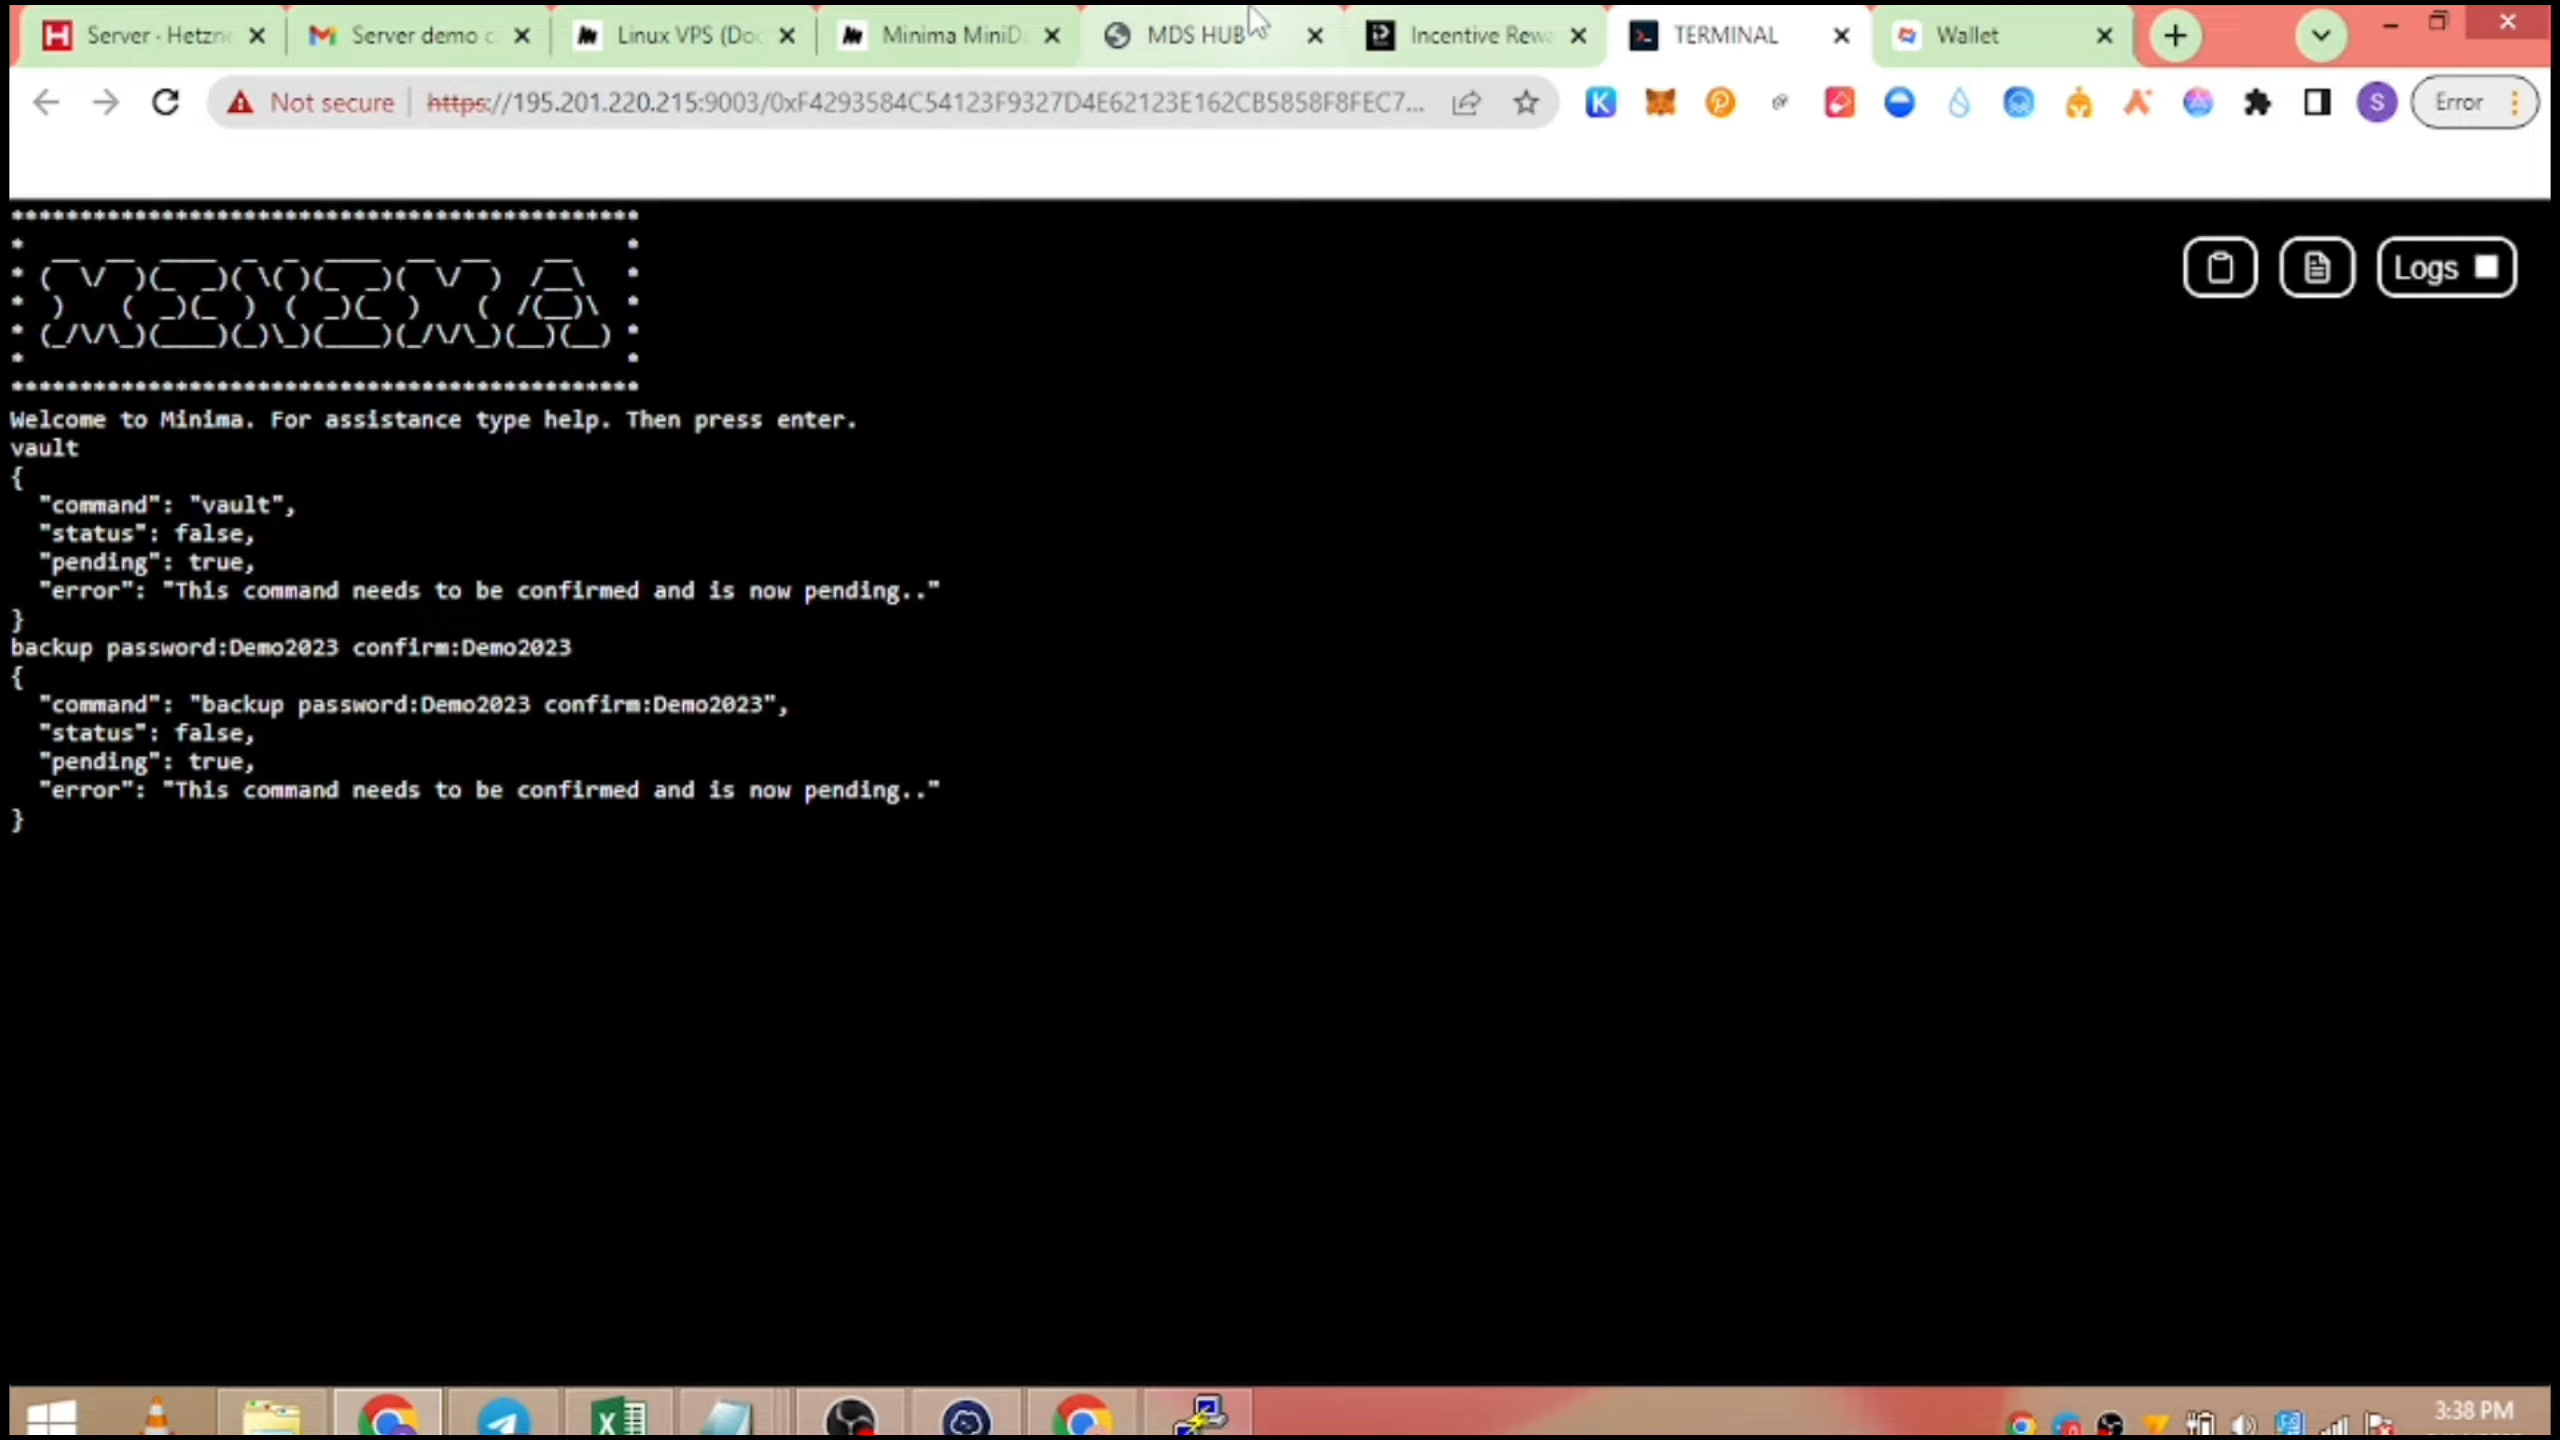 Server - Hetzn
Server demo c
Linux VPS (Doc
Minima MiniD
MDS HUB
Incentive Rew
TERMINAL
Wallet
Not secure
https://195.201.220.215:9003/0xF4293584C54123F9327D4E62123E162CB5858F8FEC7...
S
Error
Logs
Welcome to Minima. For assistance type help. Then press enter.
vault
{
"command": "vault",
"status": false,
"pending": true,
"error": "This command needs to be confirmed and is now pending.."
}
backup password:Demo2023 confirm:Demo2023
{
"command": "backup password:Demo2023 confirm:Demo2023",
"status": false,
"pending": true,
"error": "This command needs to be confirmed and is now pending.."
}
3:38 PM